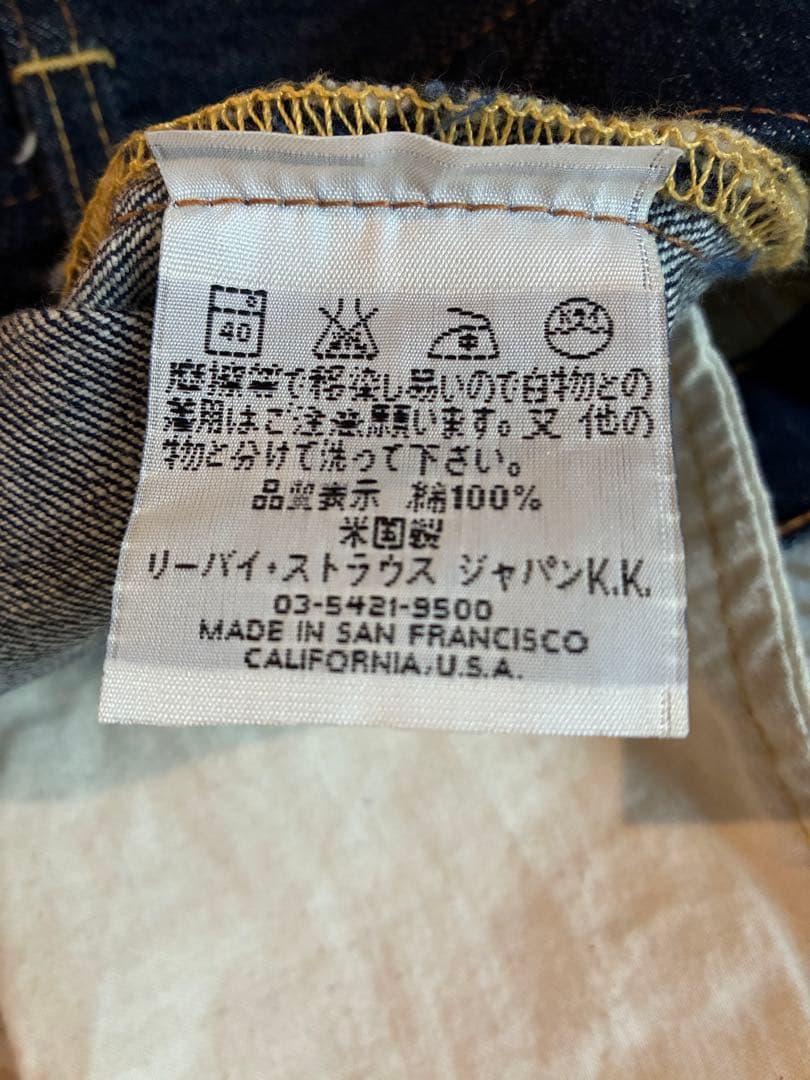 40
摩擦等で移染し易いので白物との
着用はご注意願います。又 他の
物と分けて洗って下さい。
品質表示 綿100%
米国製
リーバイ・ストラウス ジャパンK.K.
03-5421-9500
MADE IN SAN FRANCISCO
CALIFORNIA,U.S.A.